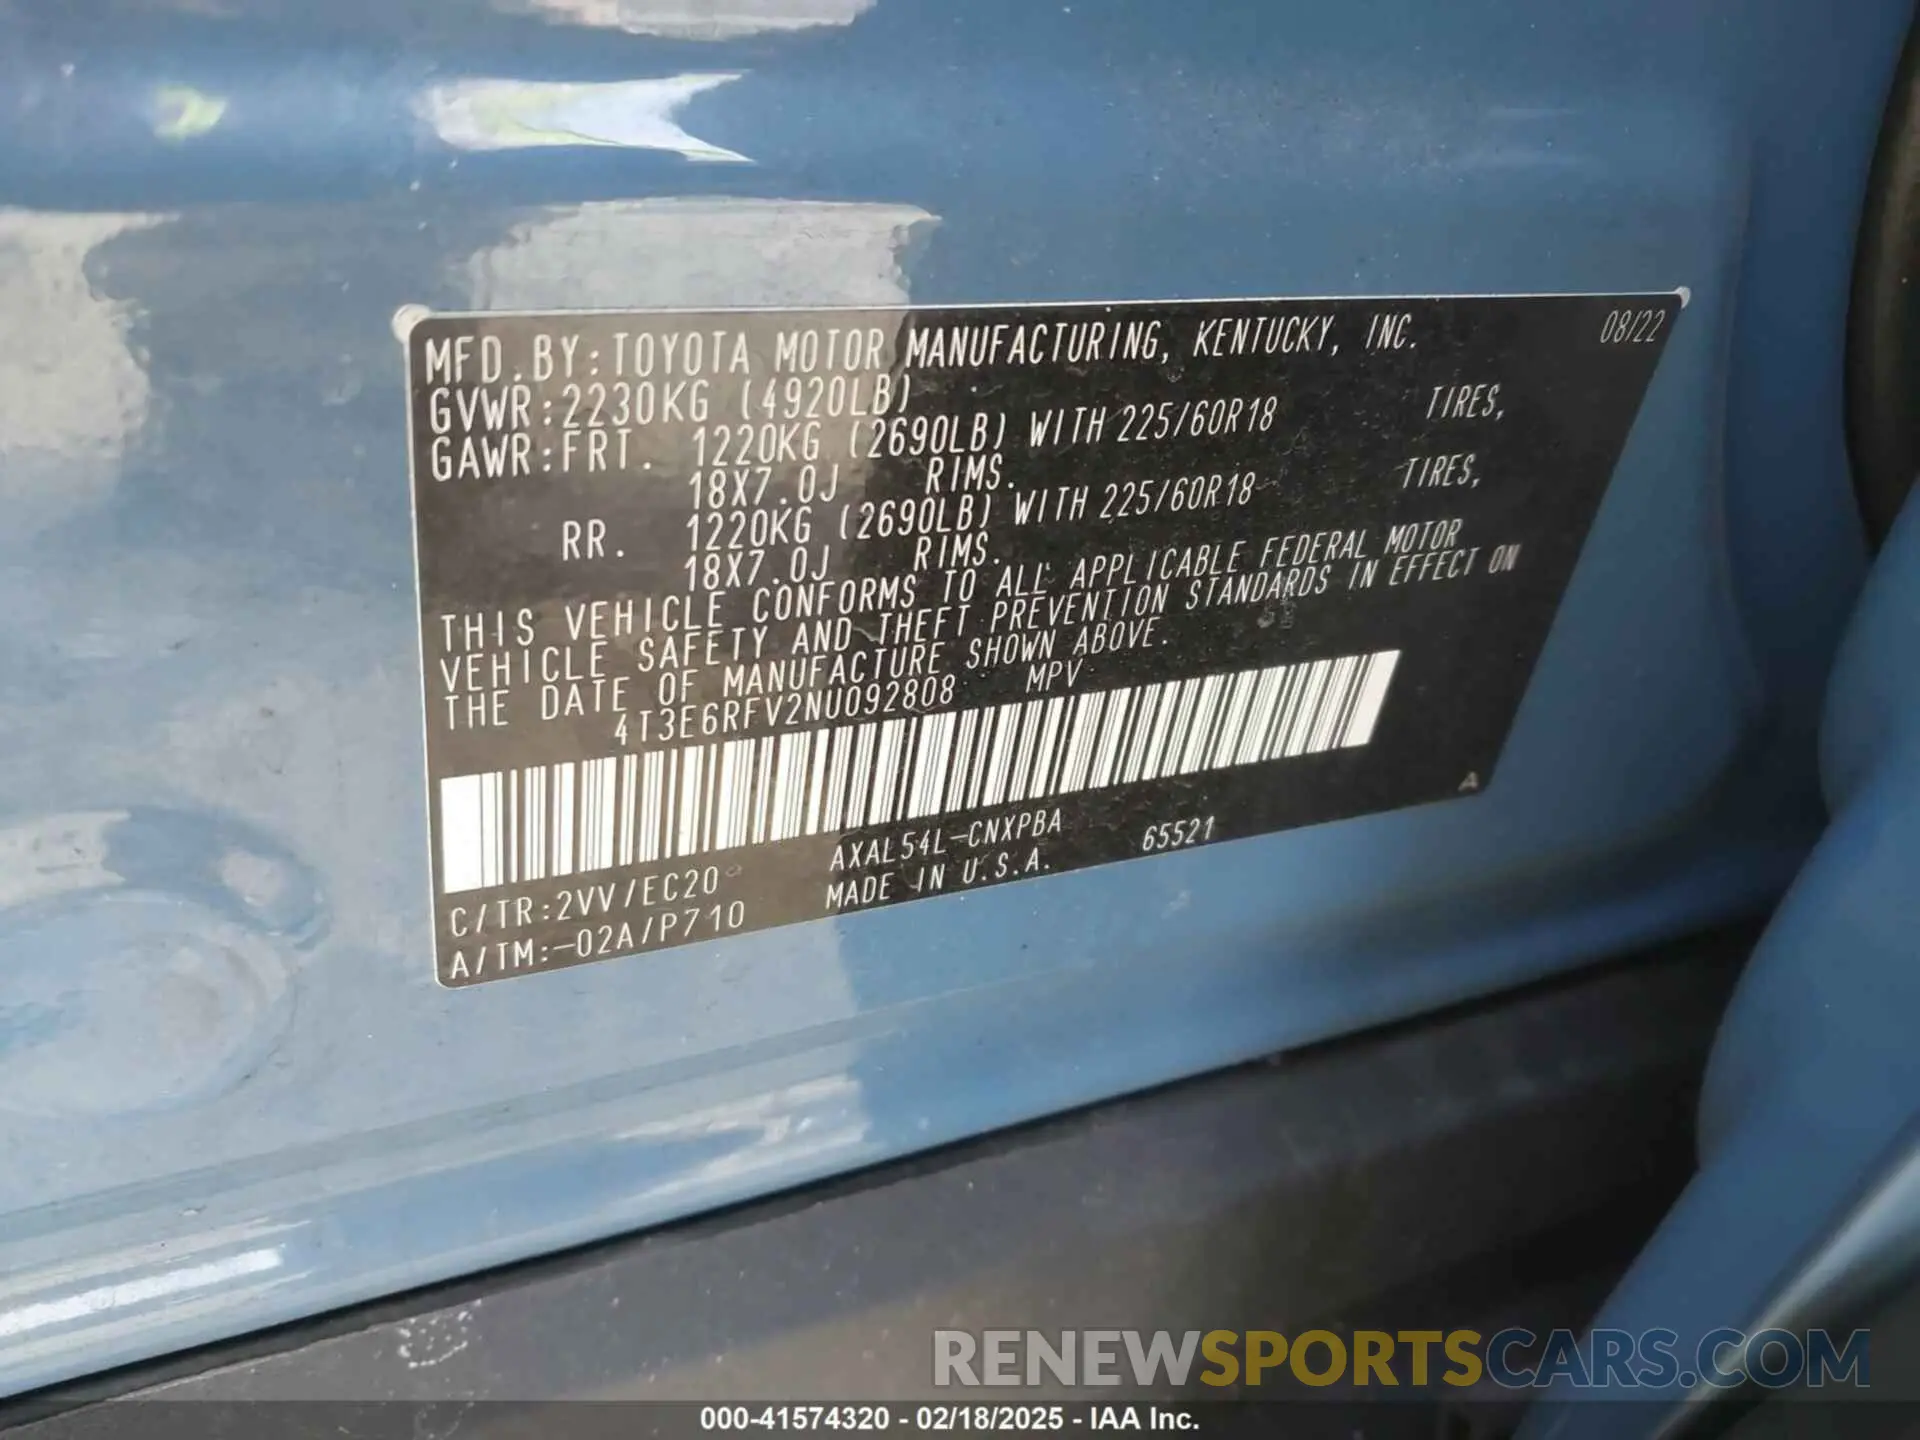 MFD.BY:TOYOTA MOTOR MANUFACTURING, KENTUCKY, INC. 08/22
GVWR:2230KG (4920LB)
GAWR:FRT. 1220KG (2690LB) WITH 225/60R18 TIRES,
18X7.0J RIMS.
RR. 1220KG (2690LB) WITH 225/60R18 TIRES,
18X7.0J RIMS.
THIS VEHICLE CONFORMS TO ALL APPLICABLE FEDERAL MOTOR
VEHICLE SAFETY AND THEFT PREVENTION STANDARDS IN EFFECT ON
THE DATE OF MANUFACTURE SHOWN ABOVE.
4T3E6RFV2NU092808 MPV
A
C/TR:2VV/EC20 AXAL54L-CNXPBA 65521
A/TM:-02A/P710 MADE IN U.S.A.
RENEWSPORTSCARS.COM
000-41574320 - 02/18/2025 - IAA Inc.